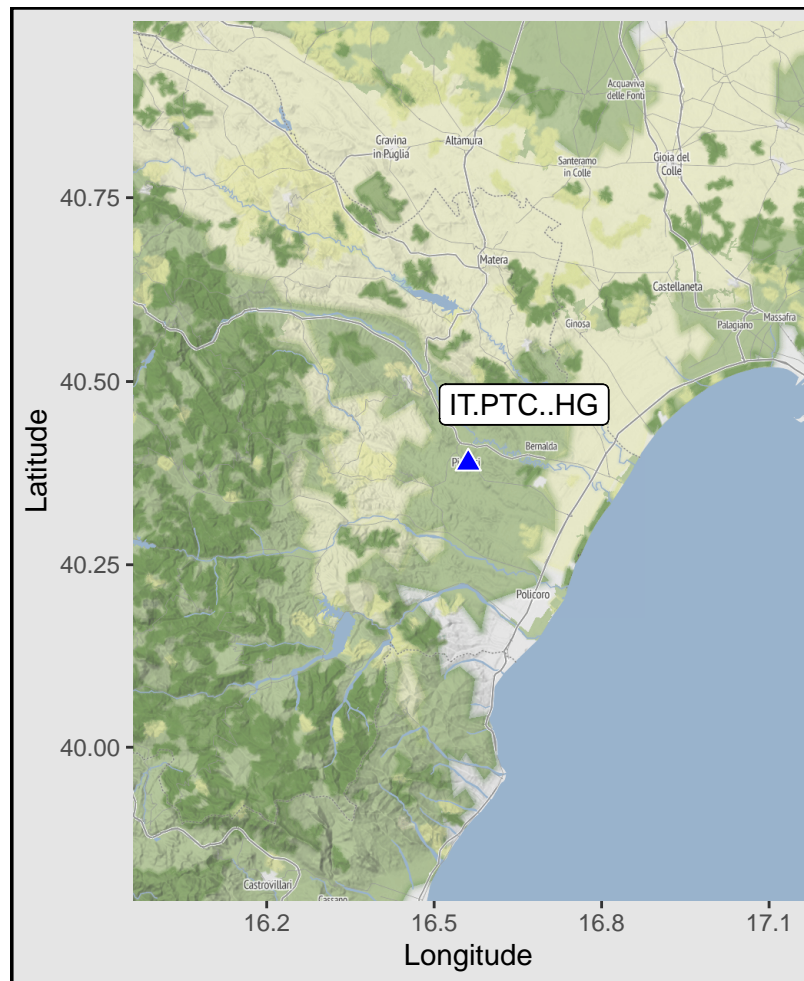 Acquaviva
delle Fonti
Gravina
in Puglia
Altamura
Santeramo
in Colle
Gioia del
Colle
40.75
Matera
Castellaneta
Ginosa
Palagiano
Massafra
40.50
IT.PTC..HG
Bernalda
Latitude
40.25
Policoro
40.00
Castrovillari
Cassano
16.2
16.5
16.8
17.1
Longitude